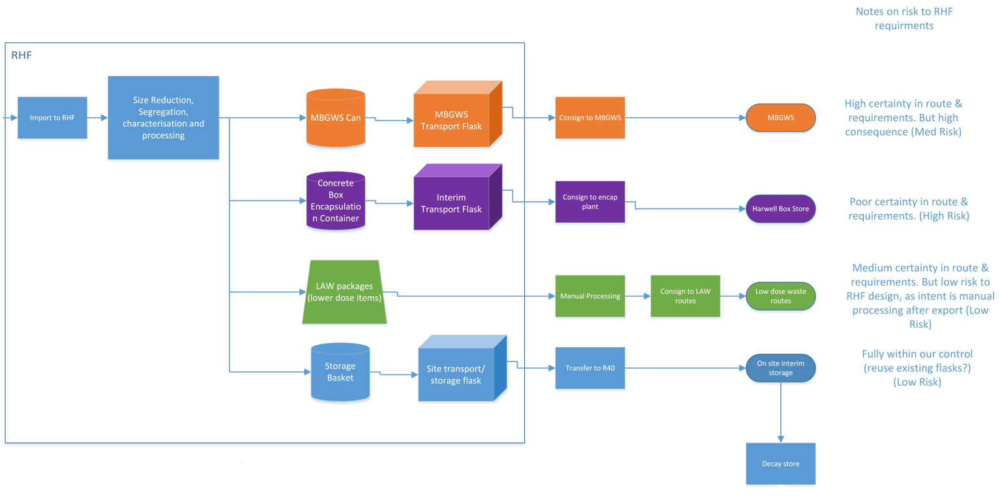 Notes on risk to RHF
requirments
RHF
Import to RHF
Size Reduction,
Segregation,
characterisation and
processing
MBGWS Can
MBGWS
Transport Flask
Consign to MBGWS
MBGWS
High certainty in route &
requirements. But high
consequence (Med Risk)
Concrete
Box
Encapsulatio
n Container
Interim
Transport Flask
Consign to encap
plant
Harwell Box Store
Poor certainty in route &
requirements. (High Risk)
LAW packages
(lower dose items)
Manual Processing
Consign to LAW
routes
Low dose waste
routes
Medium certainty in route &
requirements. But low risk to
RHF design, as intent is manual
processing after export (Low
Risk)
Storage
Basket
Site transport/
storage flask
Transfer to R40
On site interim
storage
Fully within our control
(reuse existing flasks?)
(Low Risk)
Decay store